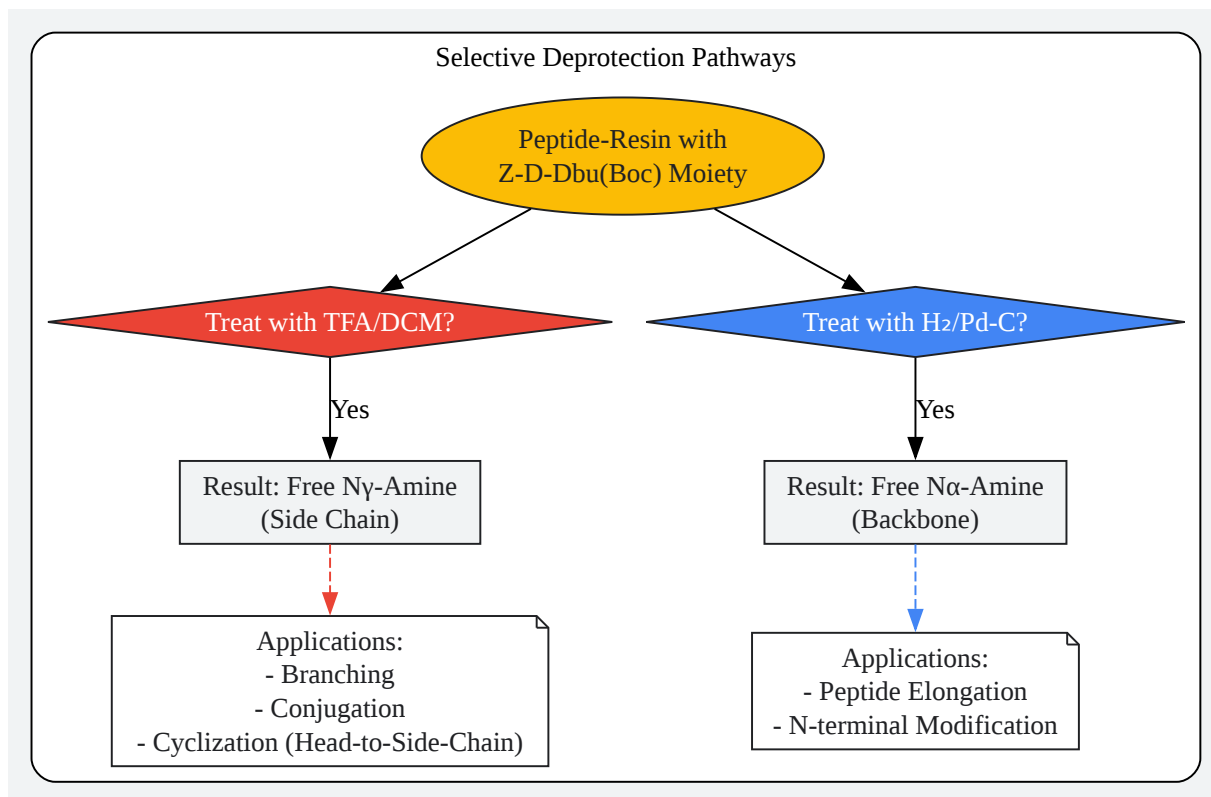 Selective Deprotection Pathways
Peptide-Resin with
Z-D-Dbu(Boc) Moiety
Treat with TFA/DCM?
Treat with H₂/Pd-C?
Yes
Yes
Result: Free Nγ-Amine
(Side Chain)
Result: Free Nα-Amine
(Backbone)
Applications:
- Branching
- Conjugation
- Cyclization (Head-to-Side-Chain)
Applications:
- Peptide Elongation
- N-terminal Modification